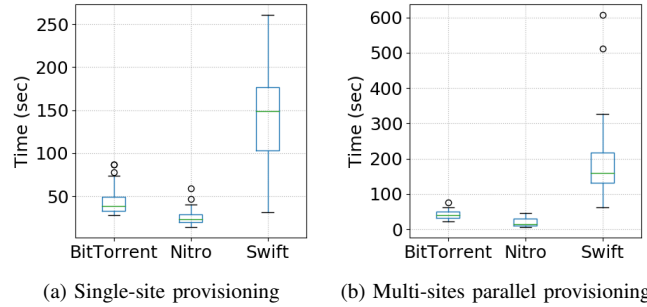 250
200
150
100
50
Time (sec)
BitTorrent Nitro Swift
(a) Single-site provisioning
600
500
400
300
200
100
0
Time (sec)
BitTorrent Nitro Swift
(b) Multi-sites parallel provisioning